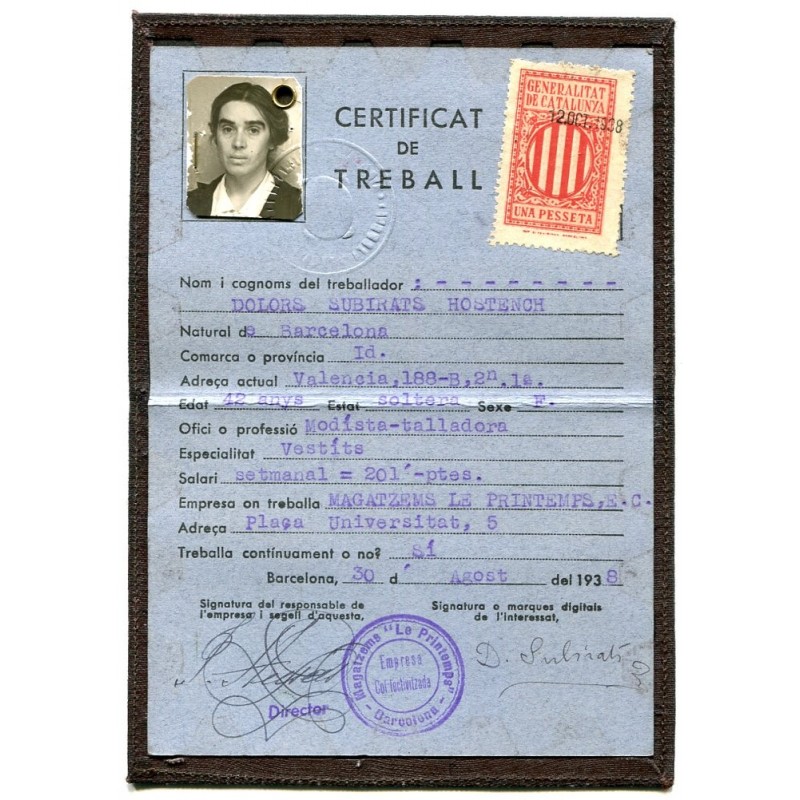 CERTIFICAT
DE
TREBALL
GENERALITAT
DE CATALUNYA
12.OCT.1938
UNA PESSETA
Nom i cognoms del treballador :- - - - - - - - -
DOLORS SUBIRATS HOSTENCH
Natural de Barcelona
Comarca o província Id.
Adreça actual Valencia,188-B,2n.1a.
Edat 42 anys Estat soltera Sexe F.
Ofici o professió Modista-talladora
Especialitat Vestits
Salari setmanal = 201'-ptes.
Empresa on treballa MAGATZEMS LE PRINTEMPS,E.C.
Adreça Plaça Universitat, 5
Treballa contínuament o no? Sí
Barcelona, 30 d' Agost del 1938
Signatura del responsable de
l'empresa i segell d'aquesta,
Signatura o marques digitals
de l'interessat,
Director
Magatzems "Le Printemps"
Empresa
Col·lectivizada
- Barcelona -
D. Subirats